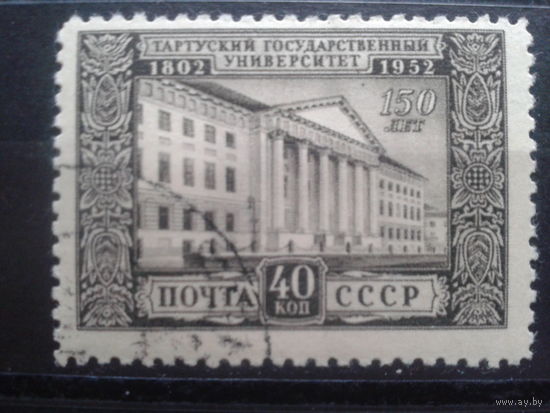 ТАРТУСКИЙ ГОСУДАРСТВЕННЫЙ
1802 УНИВЕРСИТЕТ 1952
150
ЛЕТ
ПОЧТА 40 КОП СССР
www.ay.by